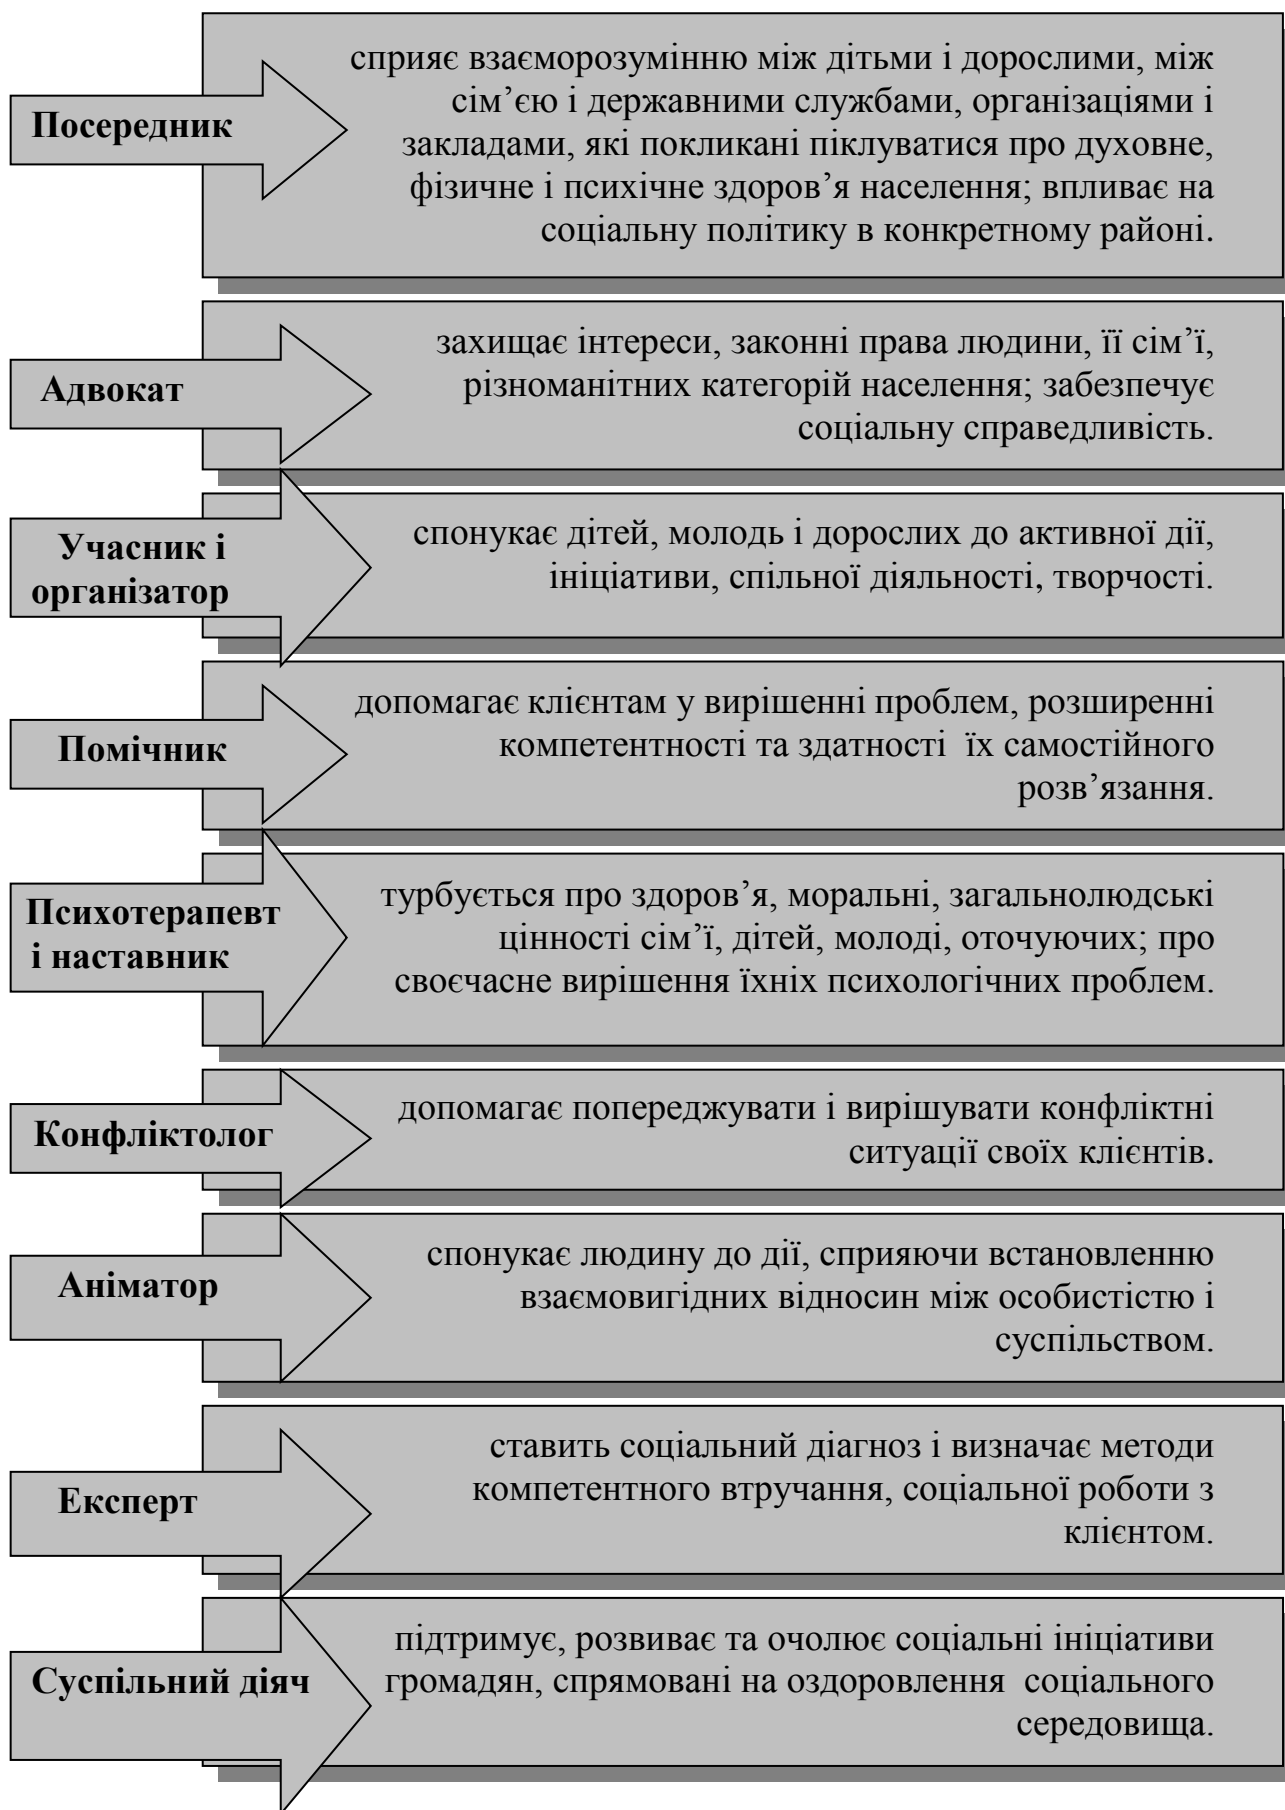 Посередник
сприяє взаєморозумінню між дітьми і дорослими, між
сім’єю і державними службами, організаціями і
закладами, які покликані піклуватися про духовне,
фізичне і психічне здоров’я населення; впливає на
соціальну політику в конкретному районі.
Адвокат
захищає інтереси, законні права людини, її сім’ї,
різноманітних категорій населення; забезпечує
соціальну справедливість.
Учасник і
організатор
спонукає дітей, молодь і дорослих до активної дії,
ініціативи, спільної діяльності, творчості.
Помічник
допомагає клієнтам у вирішенні проблем, розширенні
компетентності та здатності  їх самостійного
розв’язання.
Психотерапевт
і наставник
турбується про здоров’я, моральні, загальнолюдські
цінності сім’ї, дітей, молоді, оточуючих; про
своєчасне вирішення їхніх психологічних проблем.
Конфліктолог
допомагає попереджувати і вирішувати конфліктні
ситуації своїх клієнтів.
Аніматор
спонукає людину до дії, сприяючи встановленню
взаємовигідних відносин між особистістю і
суспільством.
Експерт
ставить соціальний діагноз і визначає методи
компетентного втручання, соціальної роботи з
клієнтом.
Суспільний діяч
підтримує, розвиває та очолює соціальні ініціативи
громадян, спрямовані на оздоровлення  соціального
середовища.